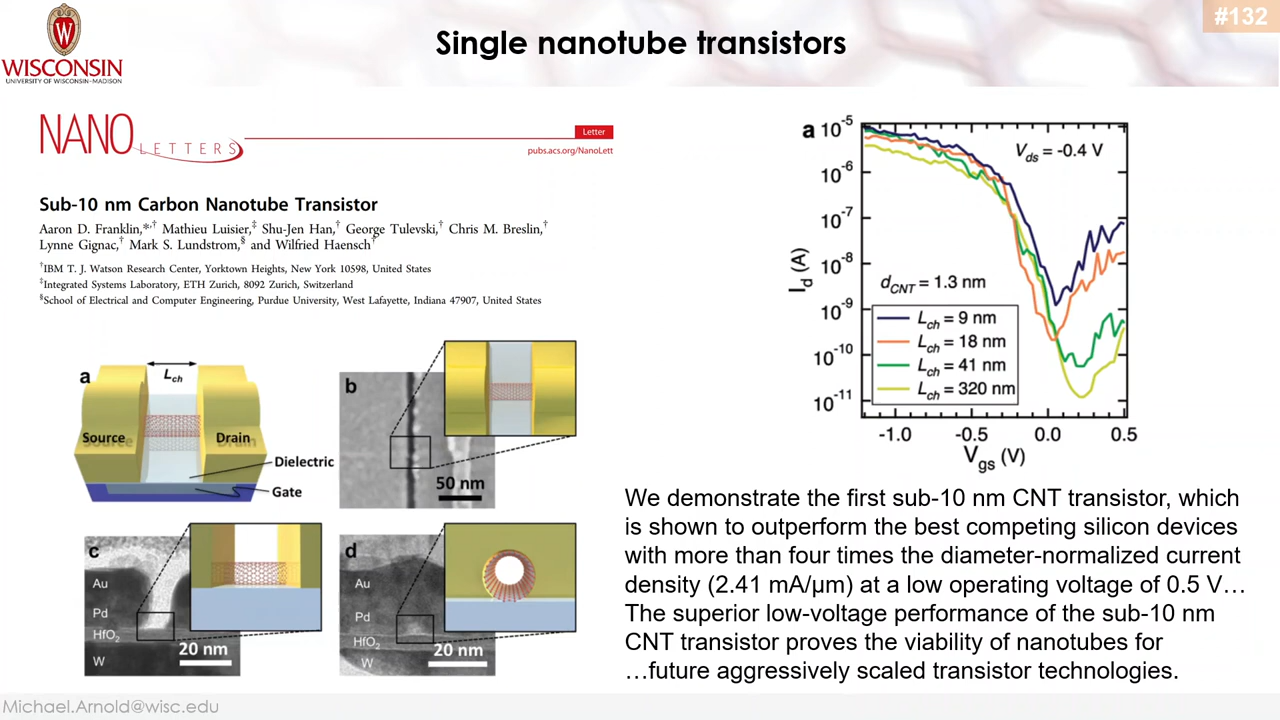 #132
WISCONSIN
UNIVERSITY OF WISCONSIN–MADISON
Single nanotube transistors
NANO LETTERS
Letter
pubs.acs.org/NanoLett
Sub-10 nm Carbon Nanotube Transistor
Aaron D. Franklin,*,† Mathieu Luisier,‡ Shu-Jen Han,† George Tulevski,† Chris M. Breslin,†
Lynne Gignac,† Mark S. Lundstrom,§ and Wilfried Haensch†
†IBM T. J. Watson Research Center, Yorktown Heights, New York 10598, United States
‡Integrated Systems Laboratory, ETH Zurich, 8092 Zurich, Switzerland
§School of Electrical and Computer Engineering, Purdue University, West Lafayette, Indiana 47907, United States
a
Lch
Source
Drain
Dielectric
Gate
b
50 nm
c
Au
Pd
HfO2
W
20 nm
d
Au
Pd
HfO2
W
20 nm
a
Vds = -0.4 V
dCNT = 1.3 nm
Lch = 9 nm
Lch = 18 nm
Lch = 41 nm
Lch = 320 nm
Id (A)
10-5
10-6
10-7
10-8
10-9
10-10
10-11
-1.0 -0.5 0.0 0.5
Vgs (V)
We demonstrate the first sub-10 nm CNT transistor, which
is shown to outperform the best competing silicon devices
with more than four times the diameter-normalized current
density (2.41 mA/μm) at a low operating voltage of 0.5 V…
The superior low-voltage performance of the sub-10 nm
CNT transistor proves the viability of nanotubes for
…future aggressively scaled transistor technologies.
Michael.Arnold@wisc.edu